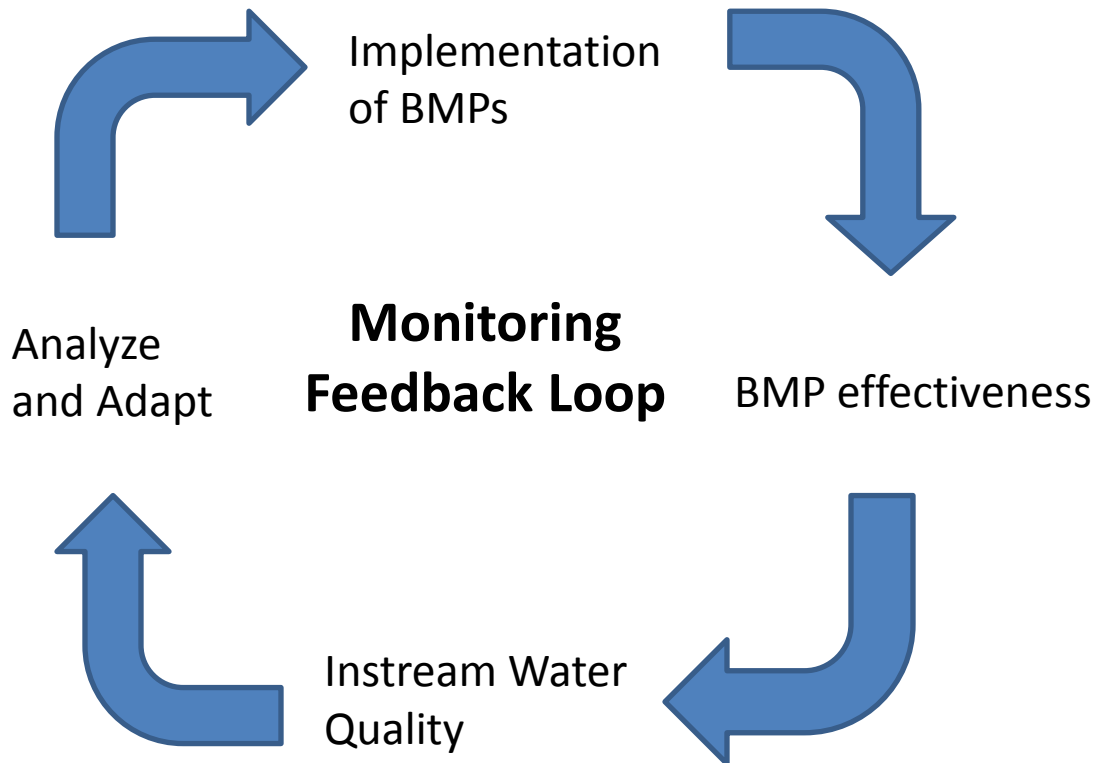 Implementation
of BMPs
Analyze
and Adapt
Monitoring
Feedback Loop
BMP effectiveness
Instream Water
Quality